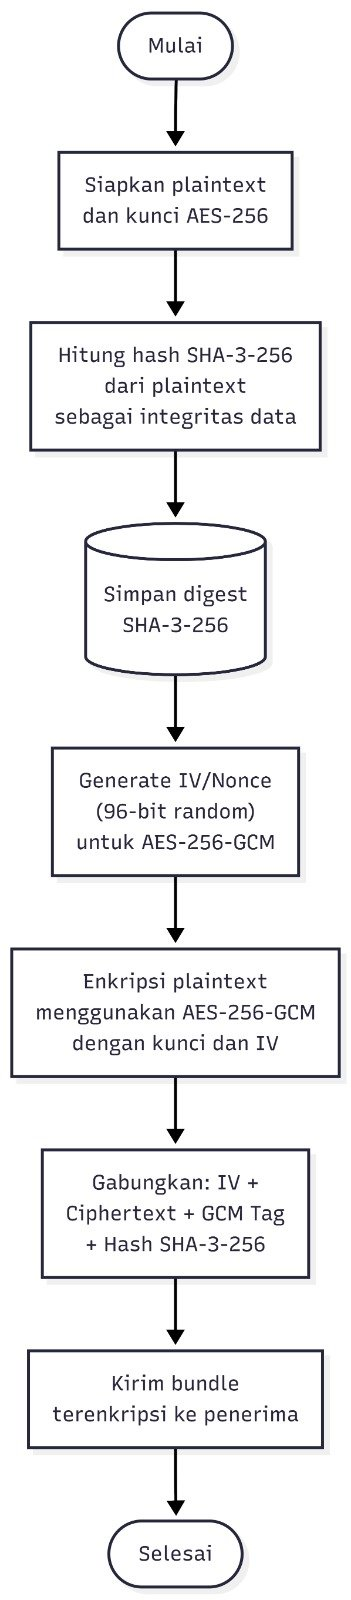 Mulai
Siapkan plaintext
dan kunci AES-256
Hitung hash SHA-3-256
dari plaintext
sebagai integritas data
Simpan digest
SHA-3-256
Generate IV/Nonce
(96-bit random)
untuk AES-256-GCM
Enkripsi plaintext
menggunakan AES-256-GCM
dengan kunci dan IV
Gabungkan: IV +
Ciphertext + GCM Tag
+ Hash SHA-3-256
Kirim bundle
terenkripsi ke penerima
Selesai